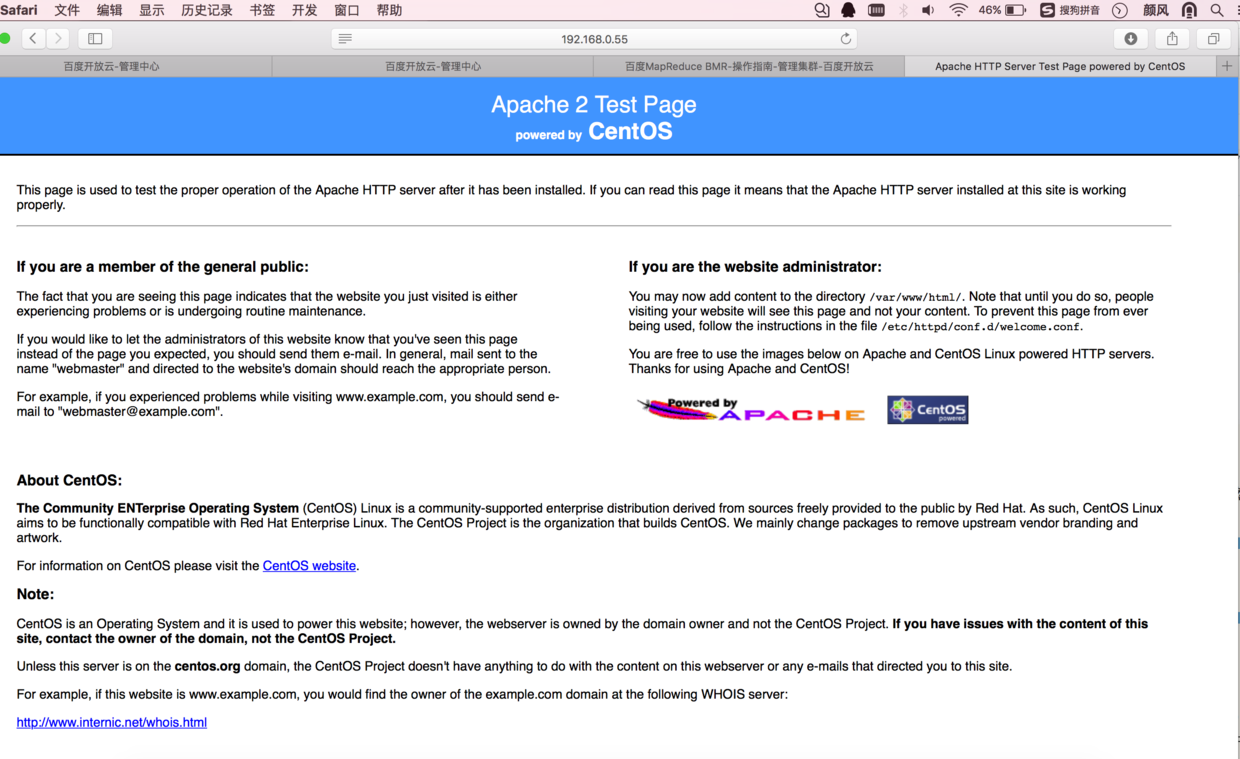 Safari 文件 编辑 显示 历史记录 书签 开发 窗口 帮助 46% 搜狗拼音 颜风
192.168.0.55
百度开放云-管理中心 百度开放云-管理中心 百度MapReduce BMR-操作指南-管理集群-百度开放云 Apache HTTP Server Test Page powered by CentOS
Apache 2 Test Page
powered by CentOS
This page is used to test the proper operation of the Apache HTTP server after it has been installed. If you can read this page it means that the Apache HTTP server installed at this site is working
properly.
If you are a member of the general public:
The fact that you are seeing this page indicates that the website you just visited is either
experiencing problems or is undergoing routine maintenance.
If you would like to let the administrators of this website know that you've seen this page
instead of the page you expected, you should send them e-mail. In general, mail sent to the
name "webmaster" and directed to the website's domain should reach the appropriate person.
For example, if you experienced problems while visiting www.example.com, you should send e-
mail to "webmaster@example.com".
If you are the website administrator:
You may now add content to the directory /var/www/html/. Note that until you do so, people
visiting your website will see this page and not your content. To prevent this page from ever
being used, follow the instructions in the file /etc/httpd/conf.d/welcome.conf.
You are free to use the images below on Apache and CentOS Linux powered HTTP servers.
Thanks for using Apache and CentOS!
Powered by
APACHE
CentOS
powered
About CentOS:
The Community ENTerprise Operating System (CentOS) Linux is a community-supported enterprise distribution derived from sources freely provided to the public by Red Hat. As such, CentOS Linux
aims to be functionally compatible with Red Hat Enterprise Linux. The CentOS Project is the organization that builds CentOS. We mainly change packages to remove upstream vendor branding and
artwork.
For information on CentOS please visit the CentOS website.
Note:
CentOS is an Operating System and it is used to power this website; however, the webserver is owned by the domain owner and not the CentOS Project. If you have issues with the content of this
site, contact the owner of the domain, not the CentOS Project.
Unless this server is on the centos.org domain, the CentOS Project doesn't have anything to do with the content on this webserver or any e-mails that directed you to this site.
For example, if this website is www.example.com, you would find the owner of the example.com domain at the following WHOIS server:
http://www.internic.net/whois.html